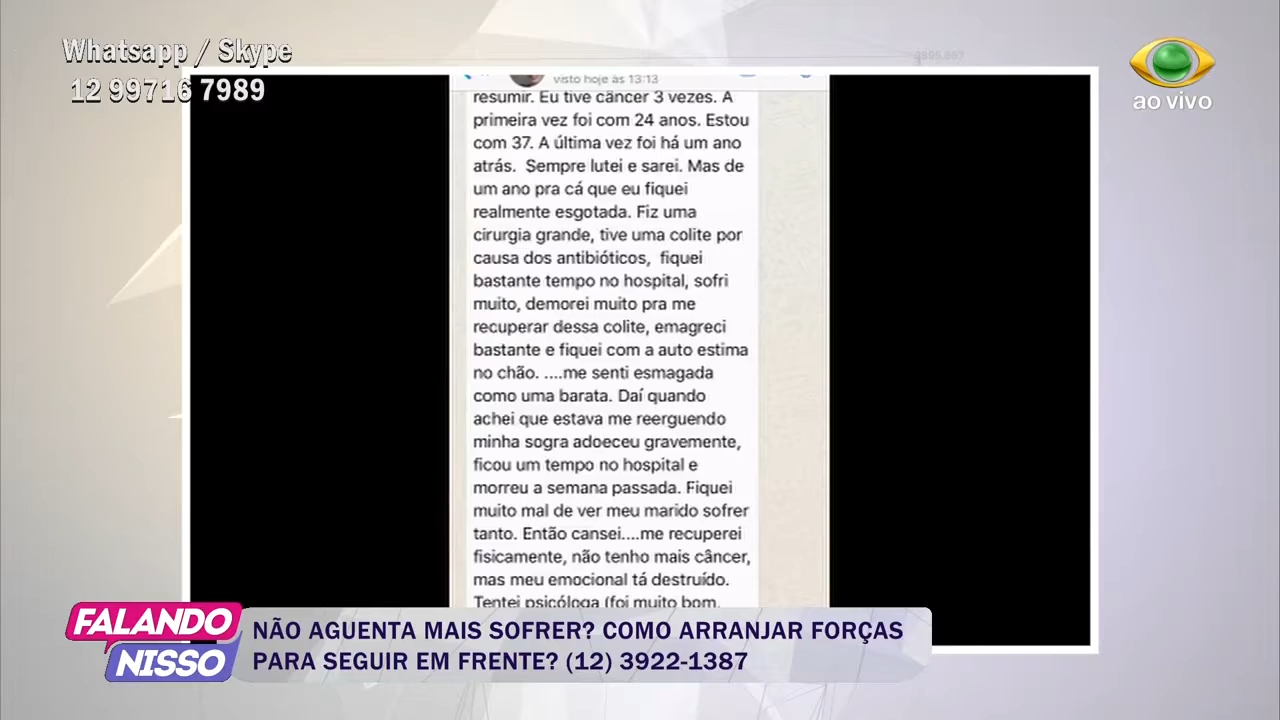 Whatsapp / Skype
12 99716 7989
ao vivo
visto hoje às 13:13
resumir. Eu tive câncer 3 vezes. A
primeira vez foi com 24 anos. Estou
com 37. A última vez foi há um ano
atrás.  Sempre lutei e sarei. Mas de
um ano pra cá que eu fiquei
realmente esgotada. Fiz uma
cirurgia grande, tive uma colite por
causa dos antibióticos,  fiquei
bastante tempo no hospital, sofri
muito, demorei muito pra me
recuperar dessa colite, emagreci
bastante e fiquei com a auto estima
no chão. ....me senti esmagada
como uma barata. Daí quando
achei que estava me reerguendo
minha sogra adoeceu gravemente,
ficou um tempo no hospital e
morreu a semana passada. Fiquei
muito mal de ver meu marido sofrer
tanto. Então cansei....me recuperei
fisicamente, não tenho mais câncer,
mas meu emocional tá destruído.
Tentei psicóloga (foi muito bom,
FALANDO
NISSO
NÃO AGUENTA MAIS SOFRER? COMO ARRANJAR FORÇAS
PARA SEGUIR EM FRENTE? (12) 3922-1387